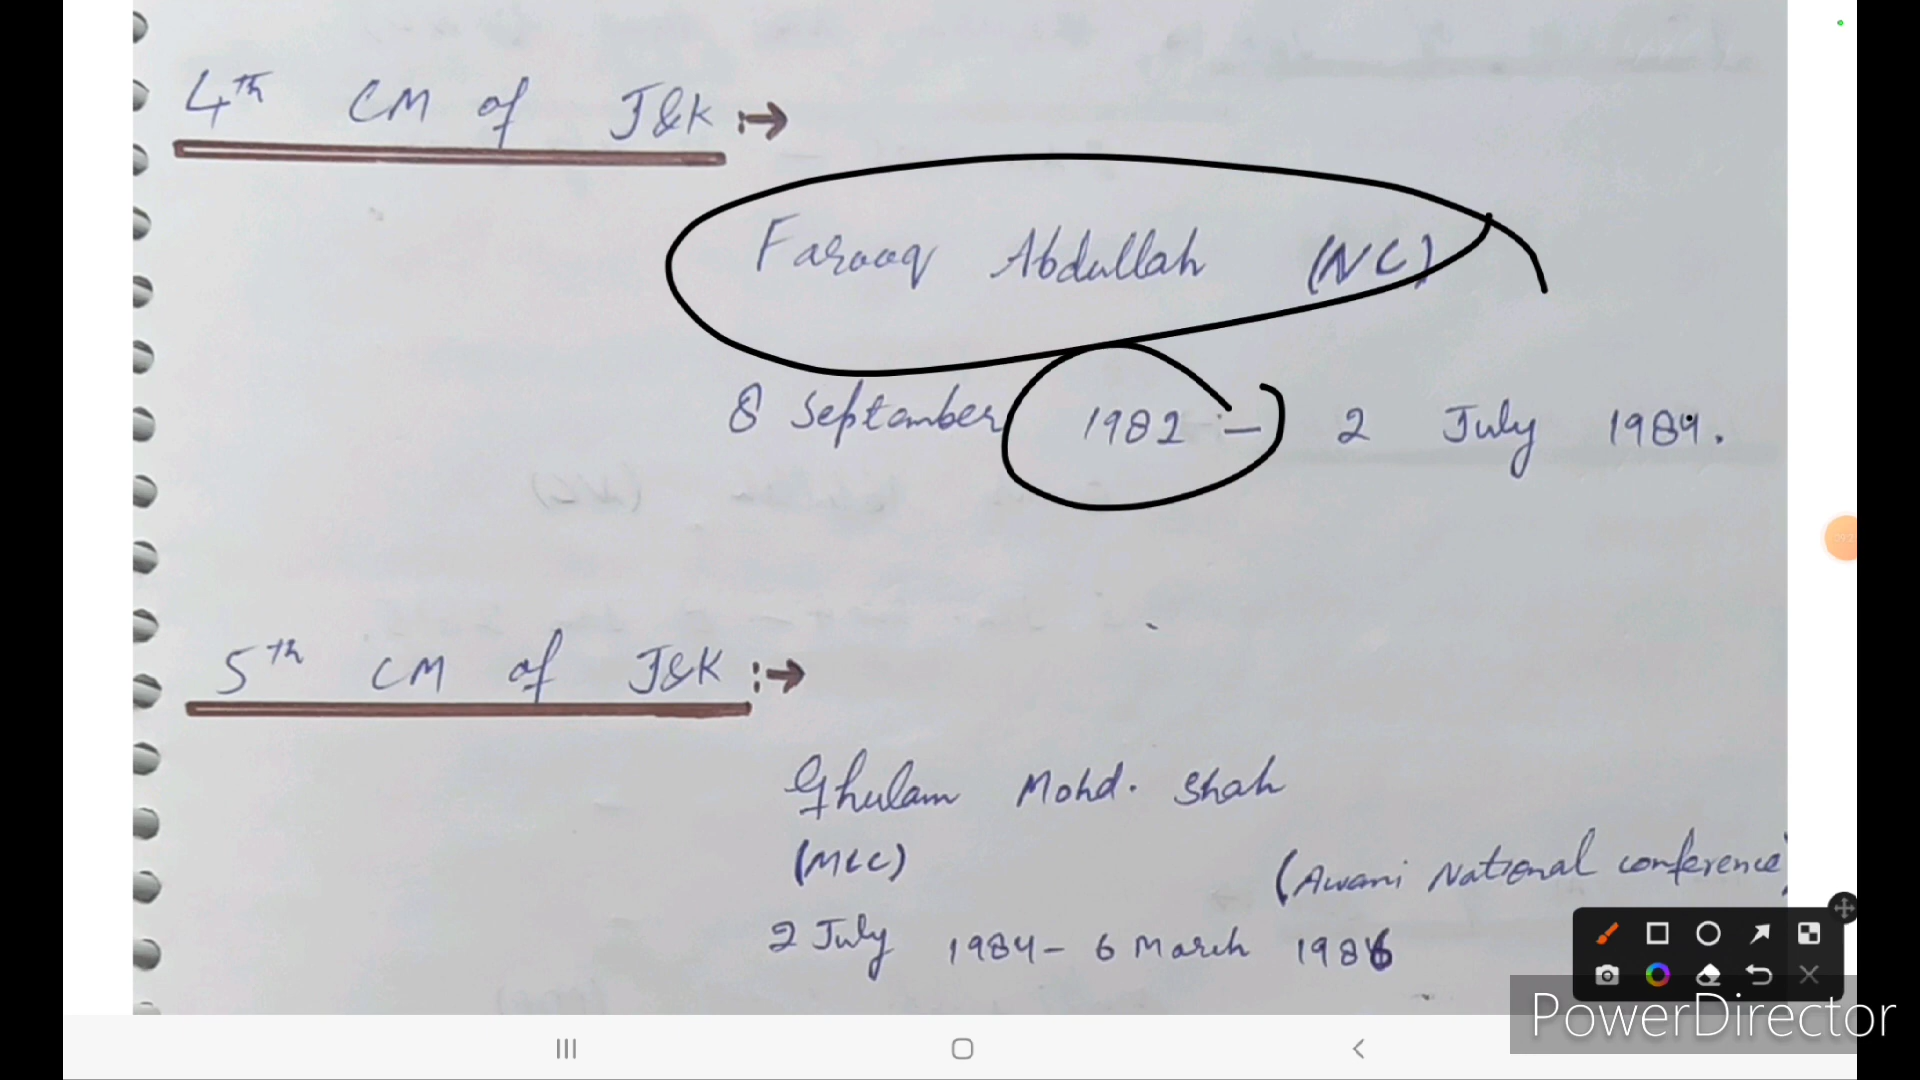 4th CM of J&K :→
Farooq Abdullah (NC)
8 September 1982 :- 2 July 1984.
5th CM of J&K :→
Ghulam Mohd. Shah
(MLC) (Awami National conference)
2 July 1984 - 6 March 1986
PowerDirector